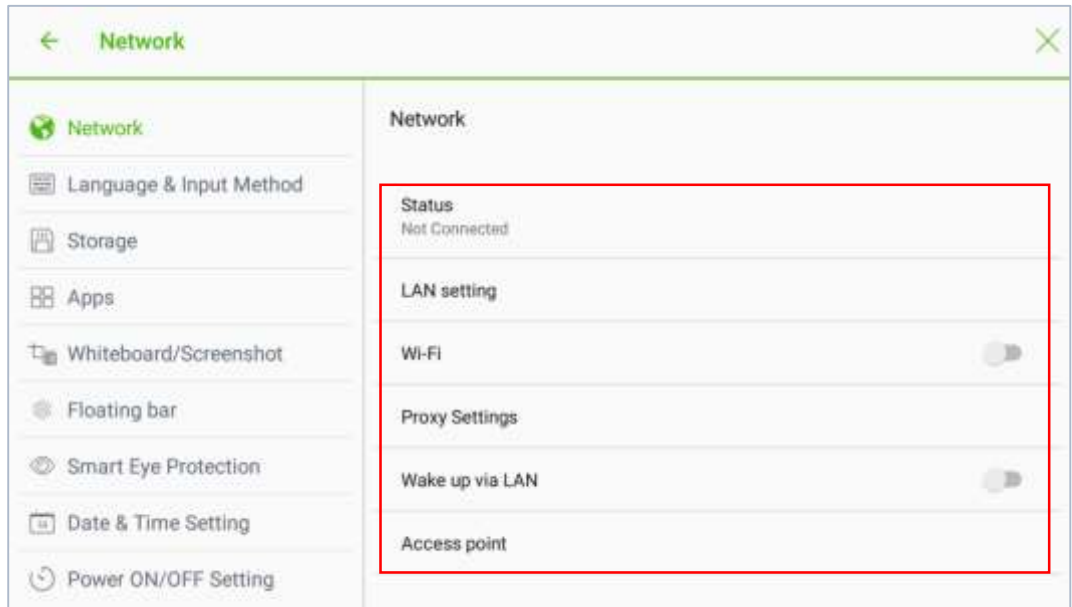 Network
Network
Language & Input Method
Storage
Apps
Whiteboard/Screenshot
Floating bar
Smart Eye Protection
Date & Time Setting
Power ON/OFF Setting
Network
Status
Not Connected
LAN setting
Wi-Fi
Proxy Settings
Wake up via LAN
Access point